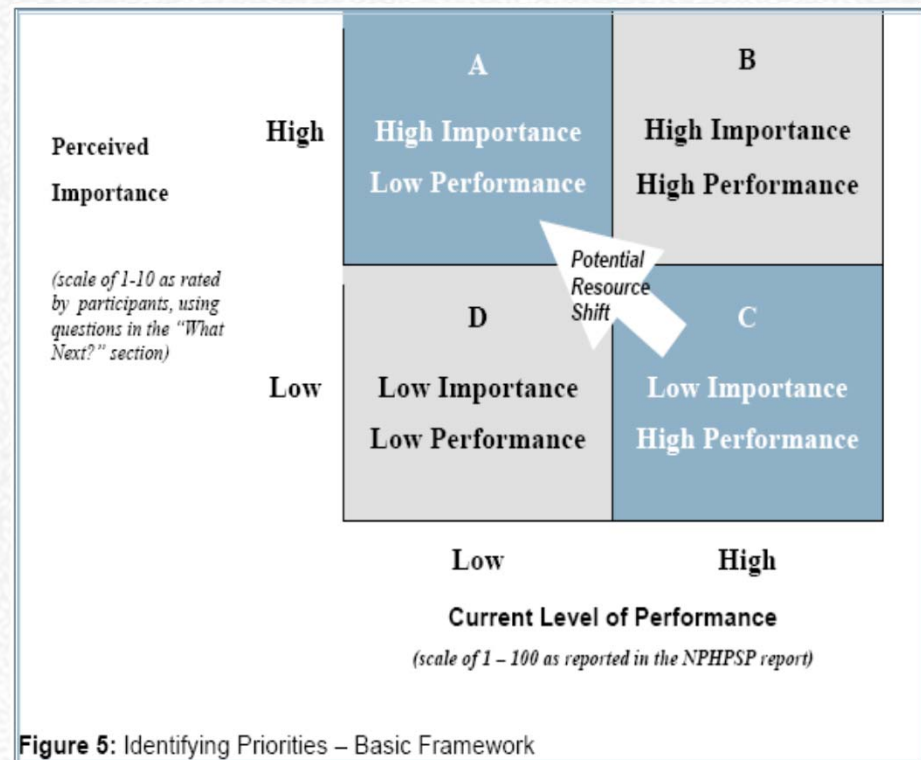 A
High Importance
Low Performance
B
High Importance
High Performance
High
Perceived
Importance
(scale of 1-10 as rated
by participants, using
questions in the “What
Next?” section)
Potential
Resource
Shift
D
Low Importance
Low Performance
C
Low Importance
High Performance
Low
Low
High
Current Level of Performance
(scale of 1 – 100 as reported in the NPHPSP report)
Figure 5: Identifying Priorities – Basic Framework